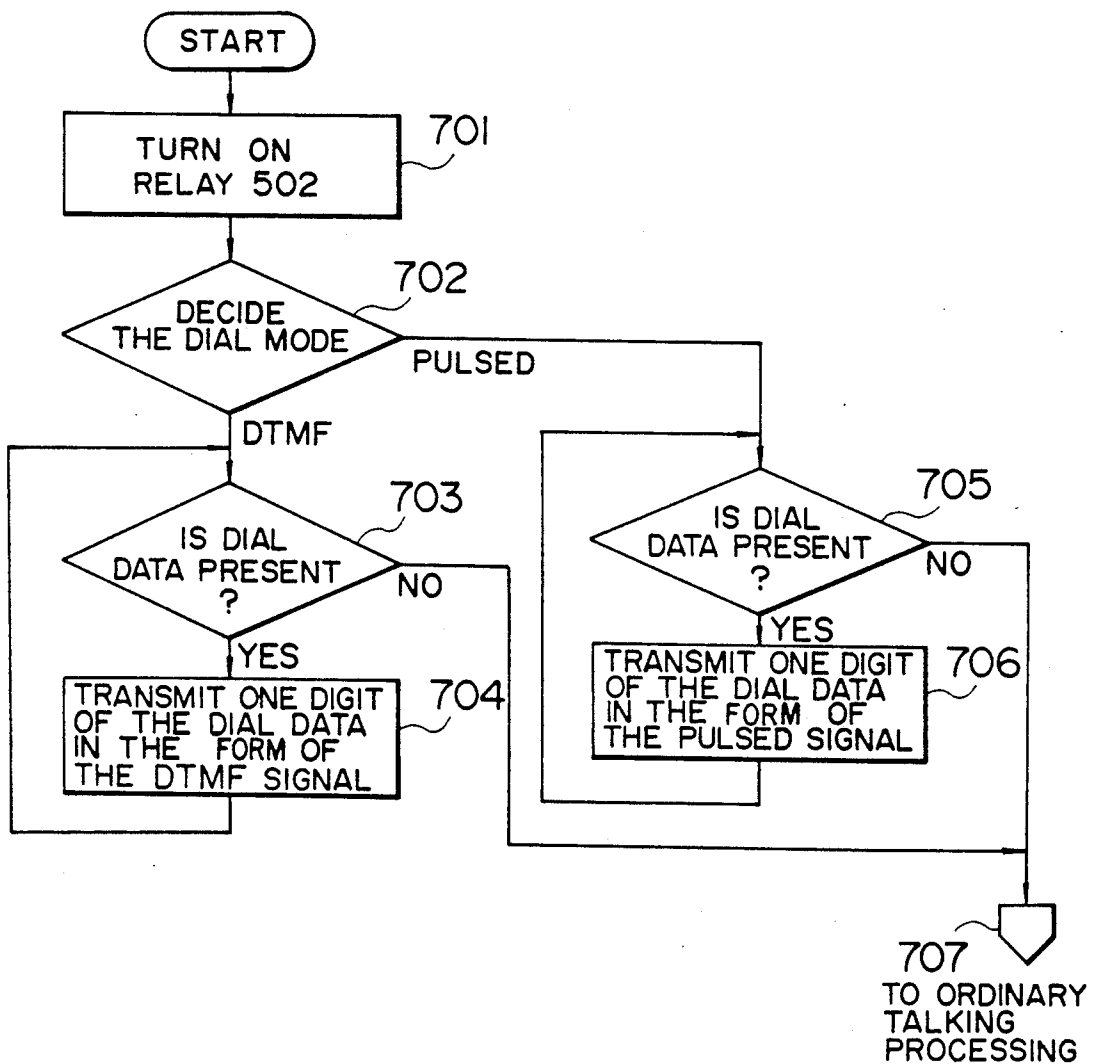 START
701
TURN ON
RELAY 502
702
DECIDE
THE DIAL MODE
PULSED
DTMF
703
IS DIAL
DATA PRESENT
?
NO
YES
704
TRANSMIT ONE DIGIT
OF THE DIAL DATA
IN THE FORM OF
THE DTMF SIGNAL
705
IS DIAL
DATA PRESENT
?
NO
YES
706
TRANSMIT ONE DIGIT
OF THE DIAL DATA
IN THE FORM OF
THE PULSED SIGNAL
707
TO ORDINARY
TALKING
PROCESSING